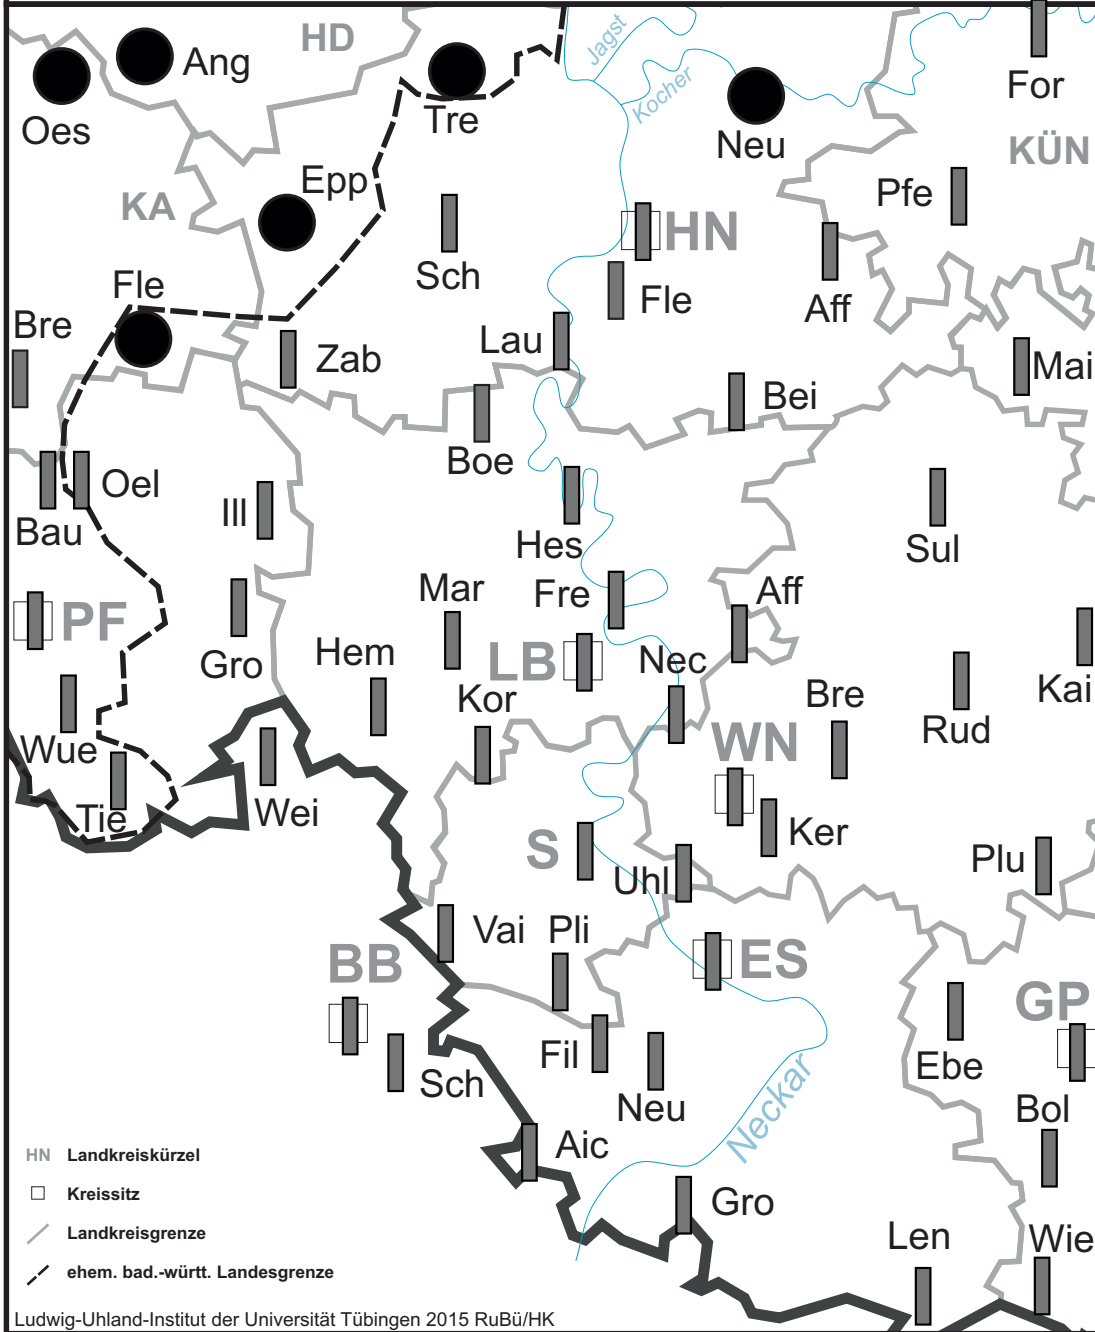 HD
Jagst
Ang
Kocher
Oes
Tre
For
Neu
KÜN
Epp
Pfe
KA
HN
Sch
Fle
Fle
Aff
Bre
Lau
Zab
Mai
Bei
Boe
Oel
Ill
Bau
Hes
Sul
Mar
Fre
Aff
PF
Hem
LB
Nec
Gro
Kai
Kor
Bre
Rud
Wue
WN
Tie
Wei
Ker
S
Uhl
Plu
Vai
Pli
BB
ES
GP
Fil
Ebe
Sch
Neu
Neckar
Bol
Aic
HN Landkreiskürzel
Kreissitz
Gro
Landkreisgrenze
Len
Wie
ehem. bad.-württ. Landesgrenze
Ludwig-Uhland-Institut der Universität Tübingen 2015 RuBü/HK